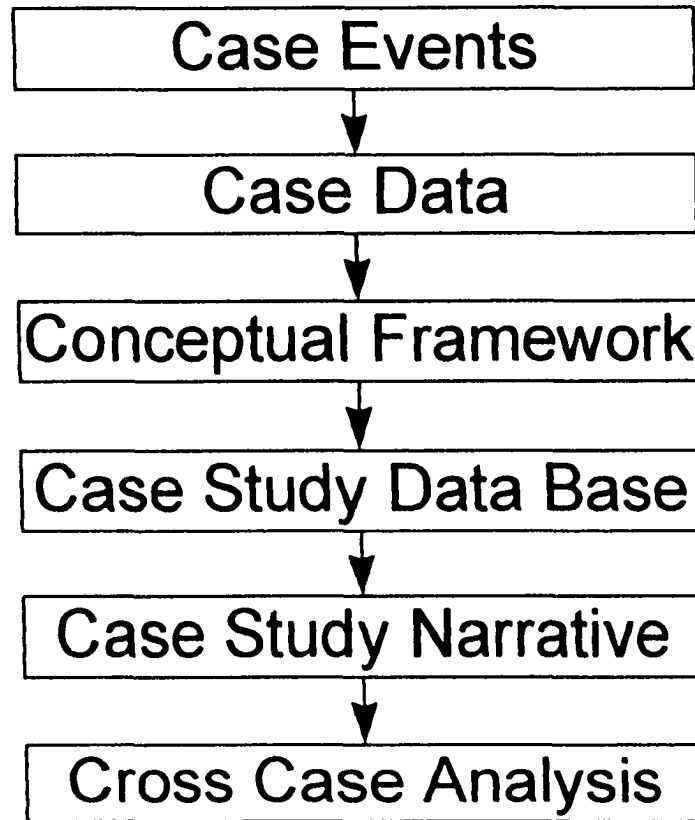 Case Events
Case Data
Conceptual Framework
Case Study Data Base
Case Study Narrative
Cross Case Analysis